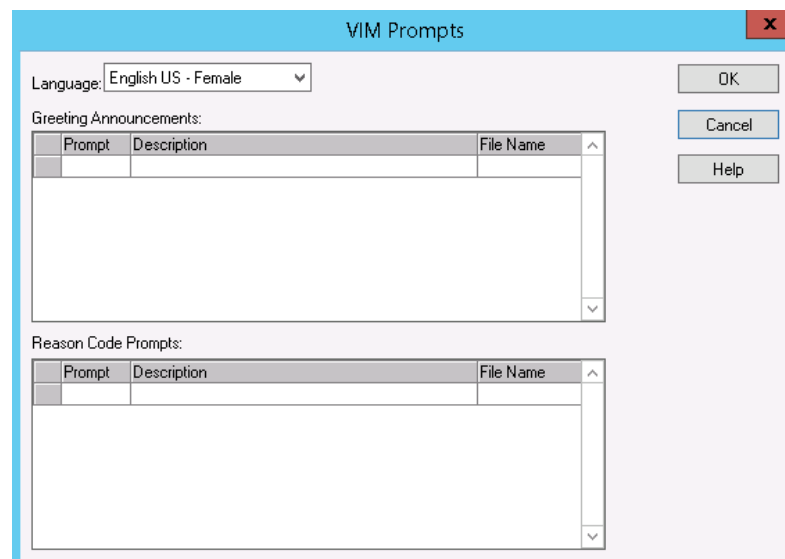 VIM Prompts
x
Language: English US - Female
OK
Greeting Announcements:
Cancel
Prompt Description File Name
Help
Reason Code Prompts:
Prompt Description File Name